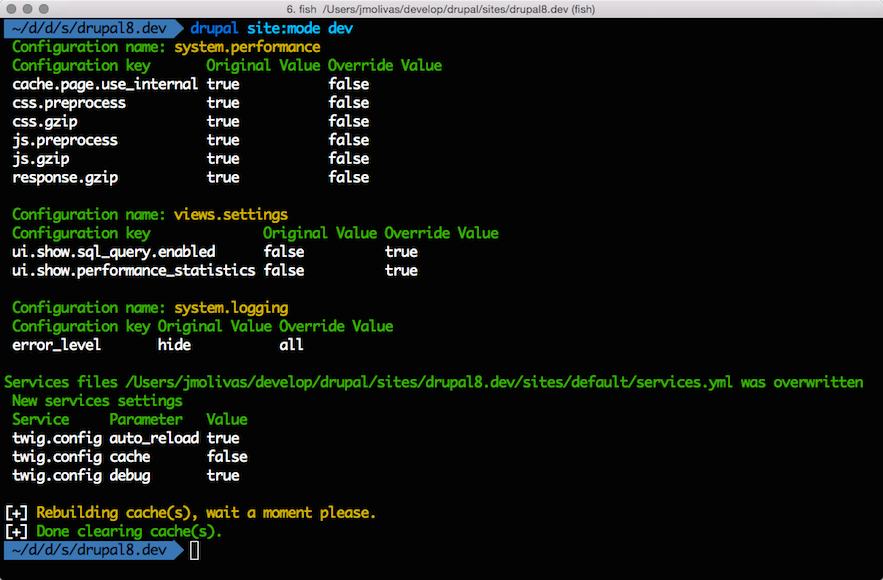 6. fish  /Users/jmolivas/develop/drupal/sites/drupal8.dev (fish)
~/d/d/s/drupal8.dev drupal site:mode dev
Configuration name: system.performance
Configuration key Original Value Override Value
cache.page.use_internal true false
css.preprocess true false
css.gzip true false
js.preprocess true false
js.gzip true false
response.gzip true false
Configuration name: views.settings
Configuration key Original Value Override Value
ui.show.sql_query.enabled false true
ui.show.performance_statistics false true
Configuration name: system.logging
Configuration key Original Value Override Value
error_level hide all
Services files /Users/jmolivas/develop/drupal/sites/drupal8.dev/sites/default/services.yml was overwritten
New services settings
Service Parameter Value
twig.config auto_reload true
twig.config cache false
twig.config debug true
[+] Rebuilding cache(s), wait a moment please.
[+] Done clearing cache(s).
~/d/d/s/drupal8.dev